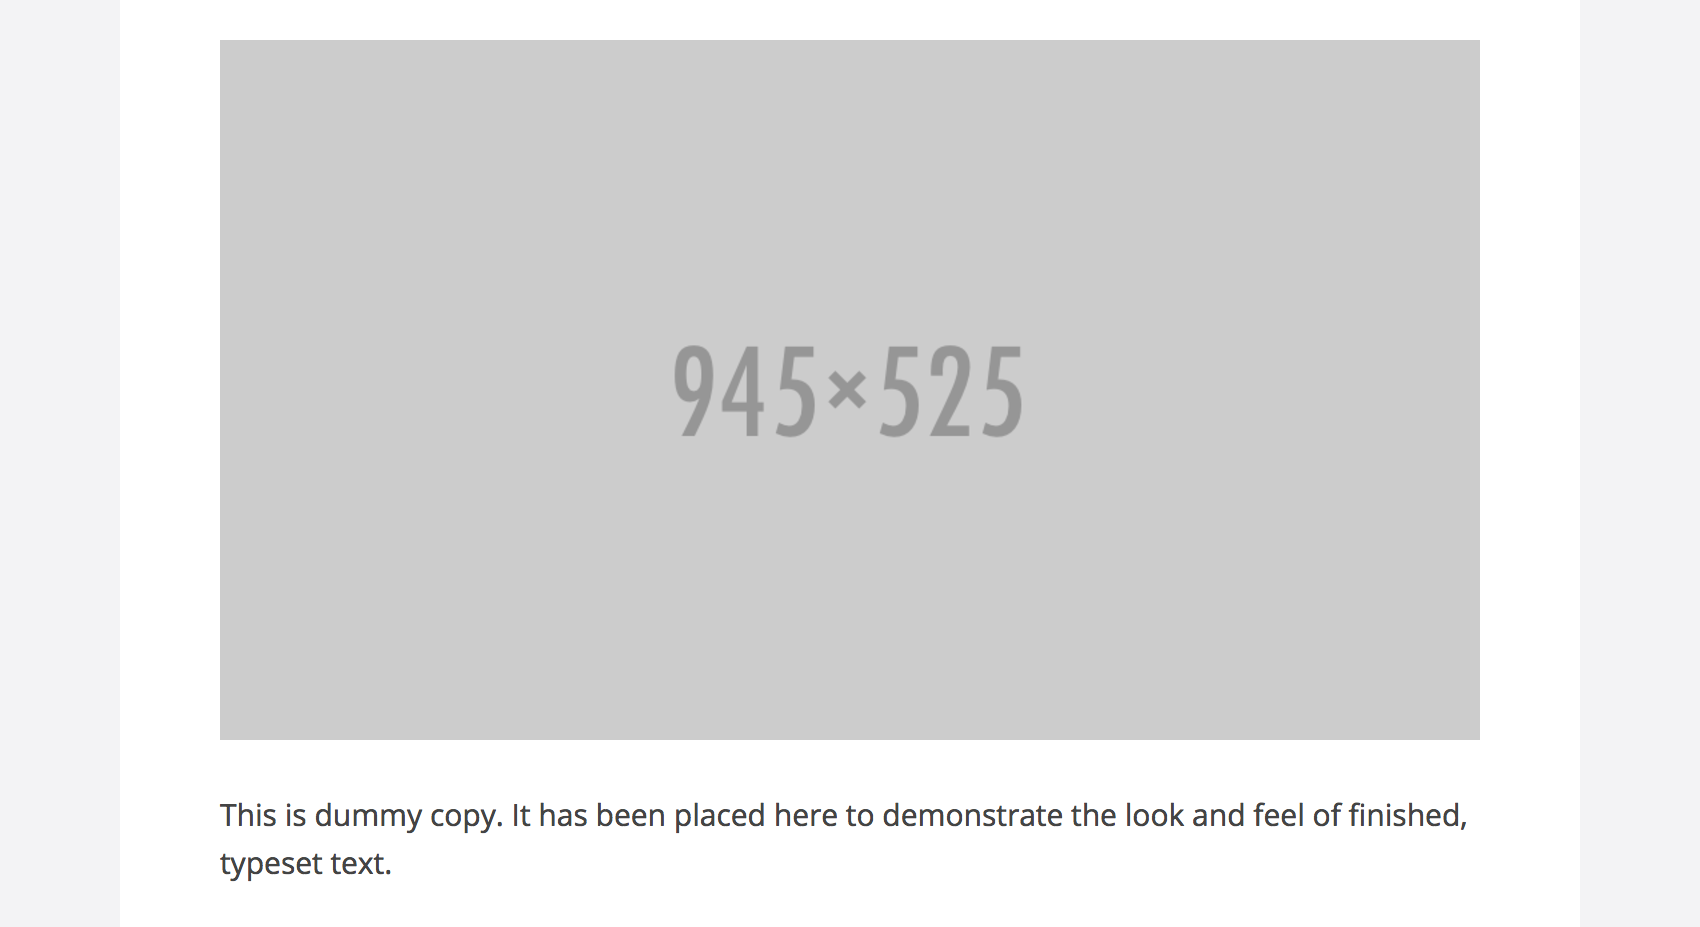 945×525
This is dummy copy. It has been placed here to demonstrate the look and feel of finished,
typeset text.